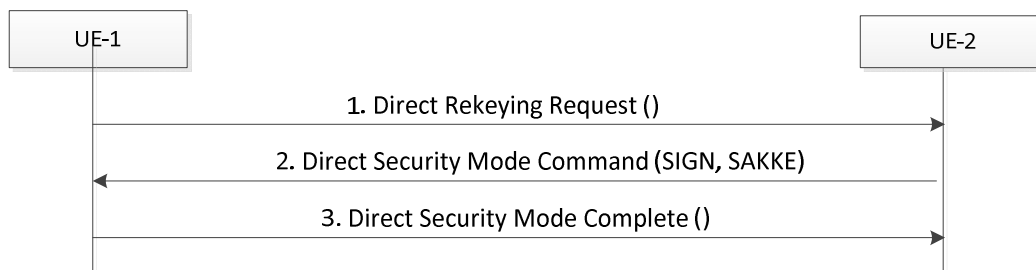 UE-1
UE-2
1. Direct Rekeying Request ()
2. Direct Security Mode Command (SIGN, SAKKE)
3. Direct Security Mode Complete ()